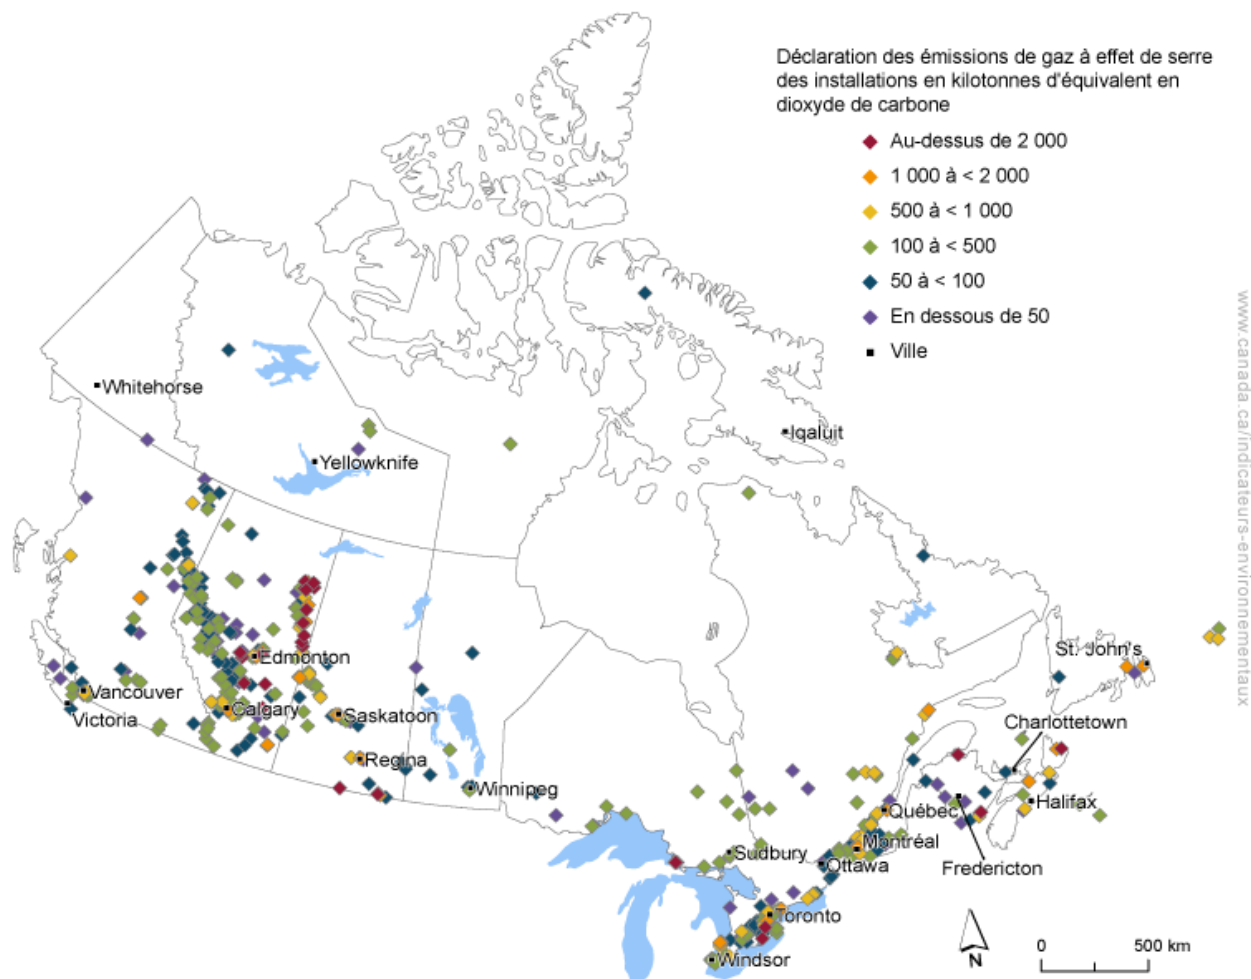 Déclaration des émissions de gaz à effet de serre
des installations en kilotonnes d'équivalent en
dioxyde de carbone
Au-dessus de 2 000
1 000 à < 2 000
500 à < 1 000
100 à < 500
50 à < 100
En dessous de 50
Ville
www.canada.ca/indicateurs-environnementaux
Whitehorse
Iqaluit
Yellowknife
Edmonton
St. John's
Vancouver
Victoria
Calgary
Saskatoon
Charlottetown
Regina
Winnipeg
Halifax
Québec
Montréal
Sudbury
Ottawa
Fredericton
Toronto
Windsor
N
0
500 km